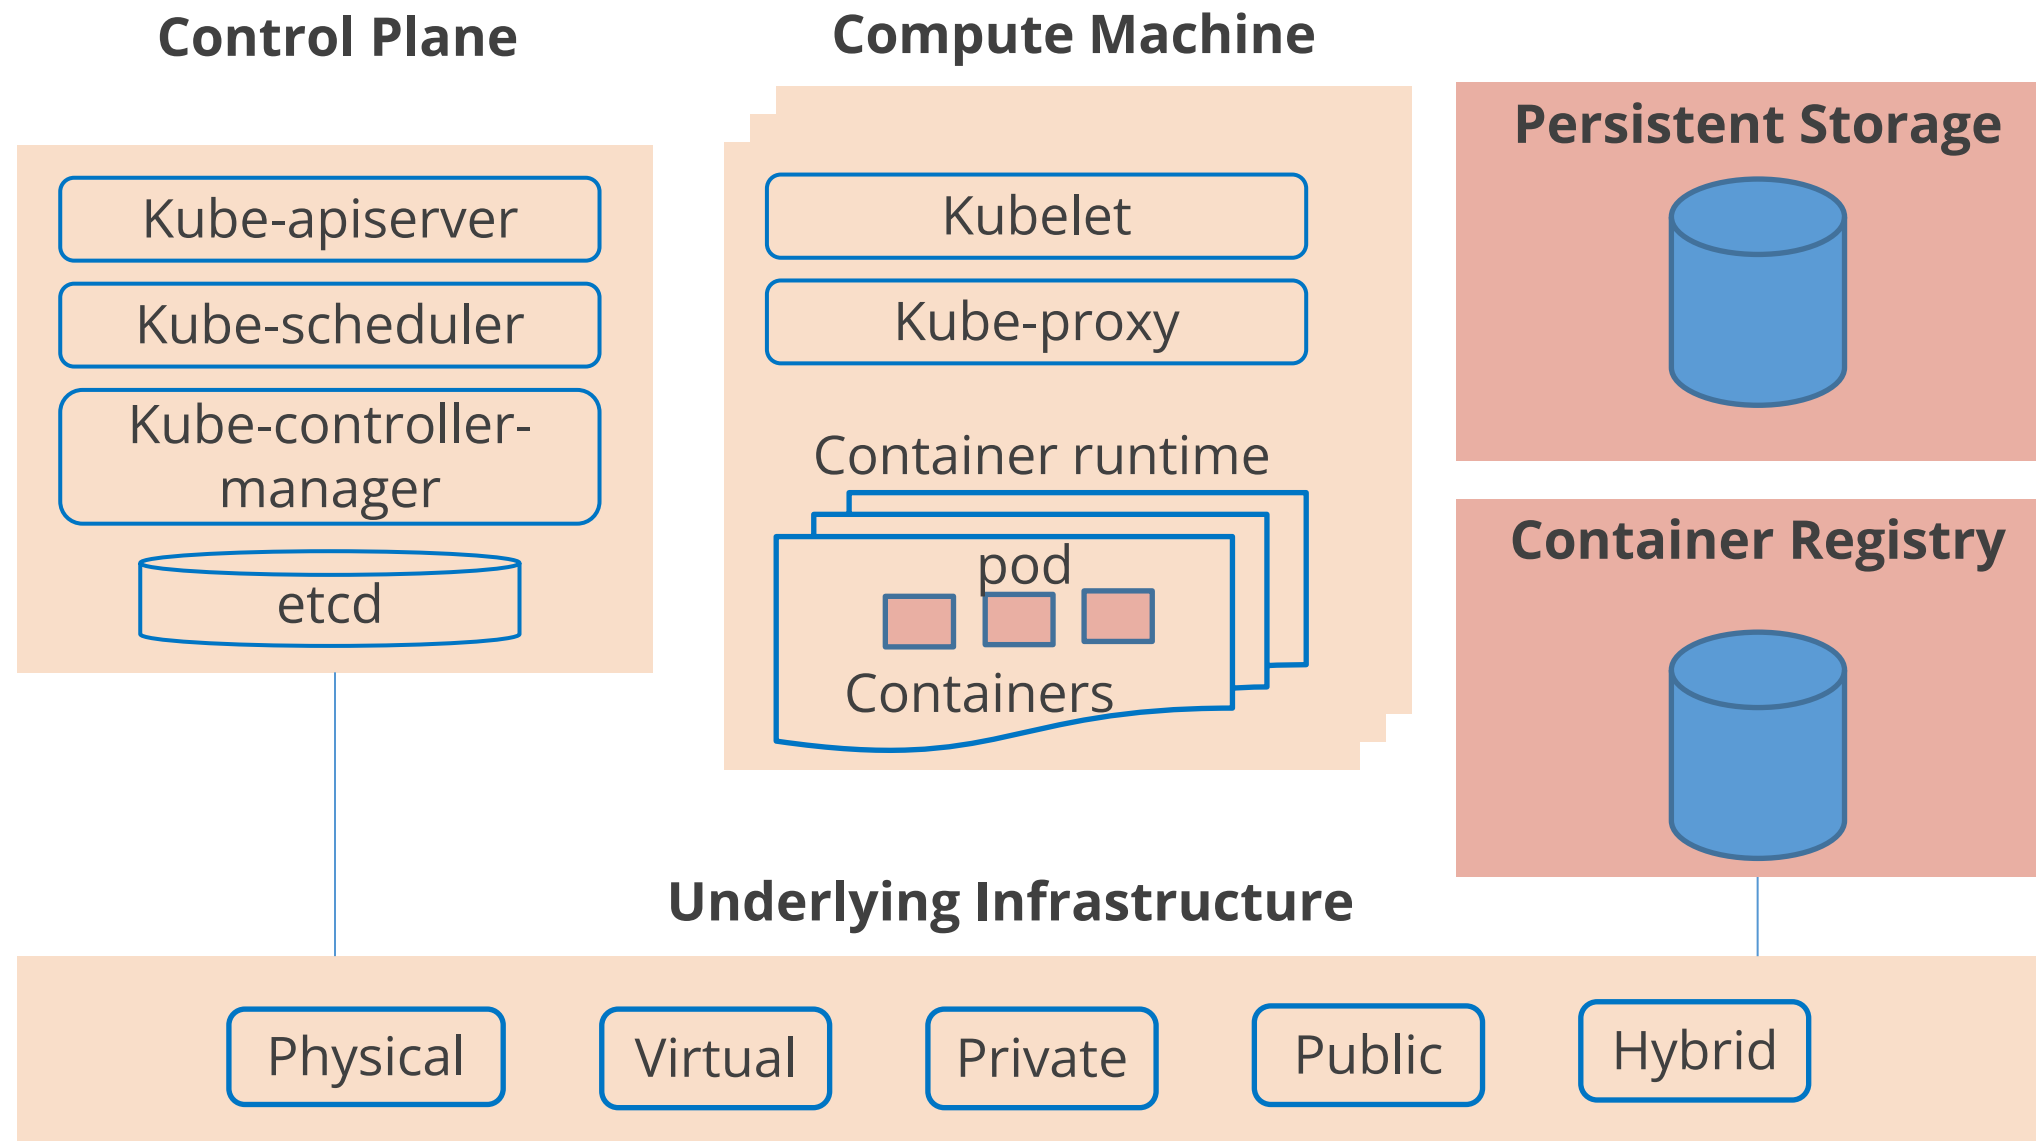 Control Plane
Kube-apiserver
Kube-scheduler
Kube-controller-
manager
etcd
Compute Machine
Kubelet
Kube-proxy
Container runtime
pod
Containers
Persistent Storage
Container Registry
Underlying Infrastructure
Physical
Virtual
Private
Public
Hybrid